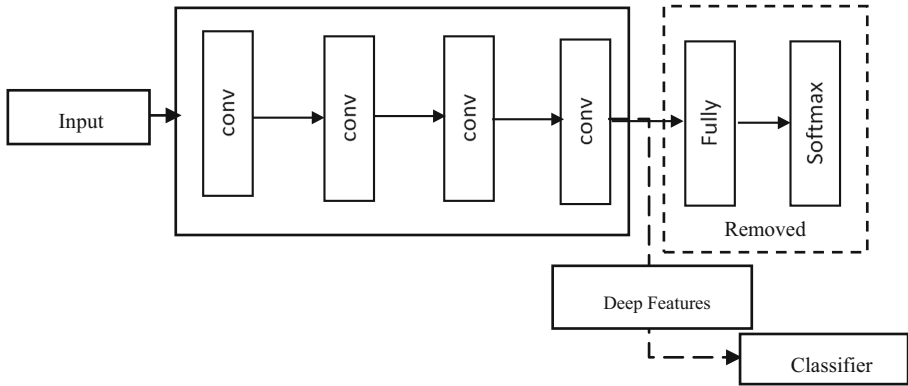 Input
conv
conv
conv
conv
Fully
Softmax
Removed
Deep Features
Classifier